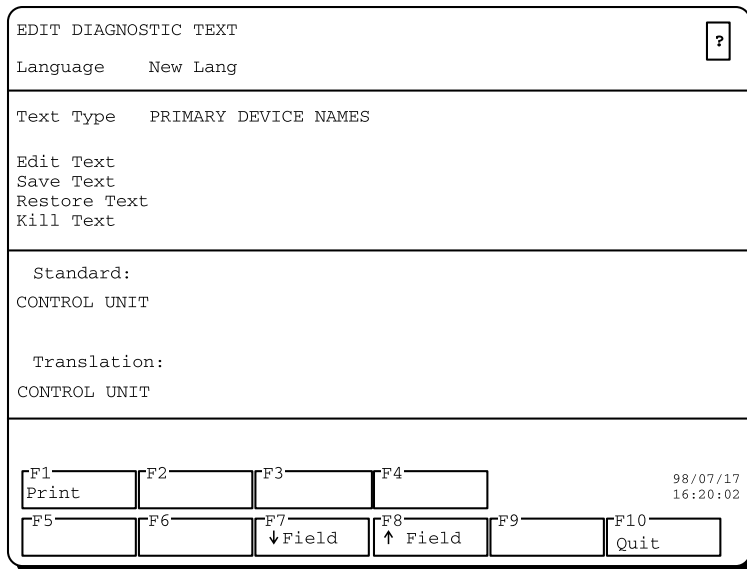 EDIT DIAGNOSTIC TEXT
?
Language New Lang
Text Type PRIMARY DEVICE NAMES
Edit Text
Save Text
Restore Text
Kill Text
Standard:
CONTROL UNIT
Translation:
CONTROL UNIT
F1 F2 F3 F4
Print
98/07/17
16:20:02
F5 F6 F7 F8 F9 F10
↓Field ↑ Field Quit